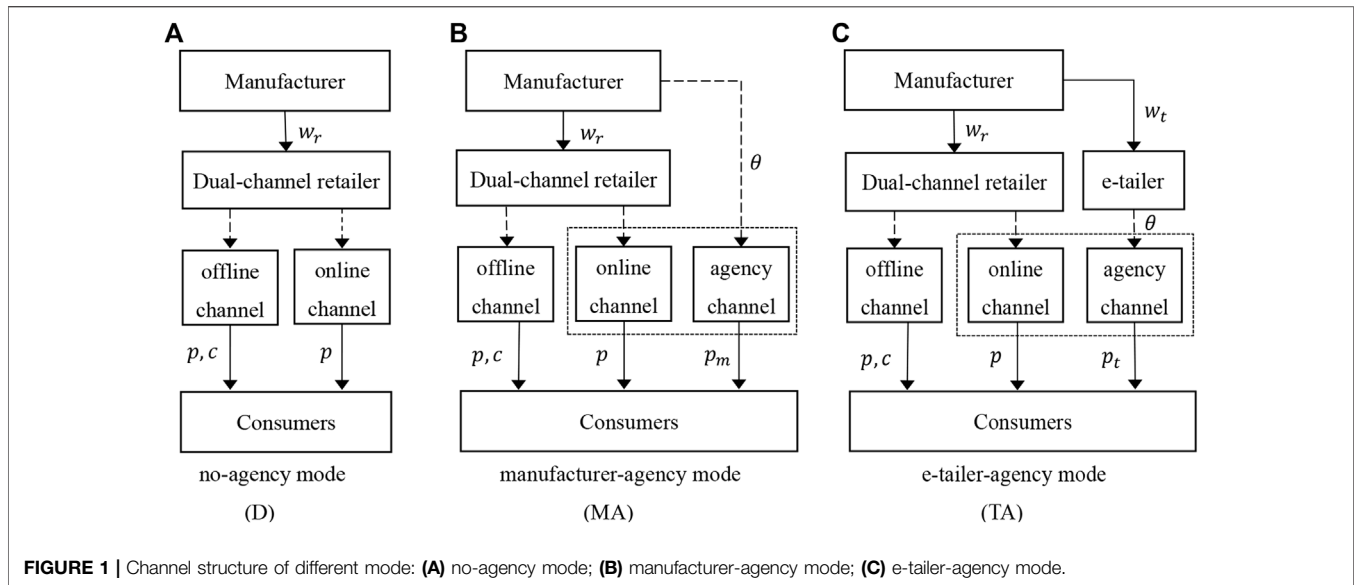 A
Manufacturer
w_r
Dual-channel retailer
offline
channel
online
channel
p, c
p
Consumers
no-agency mode
(D)
B
Manufacturer
w_r
θ
Dual-channel retailer
offline
channel
online
channel
agency
channel
p, c
p
p_m
Consumers
manufacturer-agency mode
(MA)
C
Manufacturer
w_r
w_t
Dual-channel retailer
e-tailer
θ
offline
channel
online
channel
agency
channel
p, c
p
p_t
Consumers
e-tailer-agency mode
(TA)
FIGURE 1 | Channel structure of different mode: (A) no-agency mode; (B) manufacturer-agency mode; (C) e-tailer-agency mode.